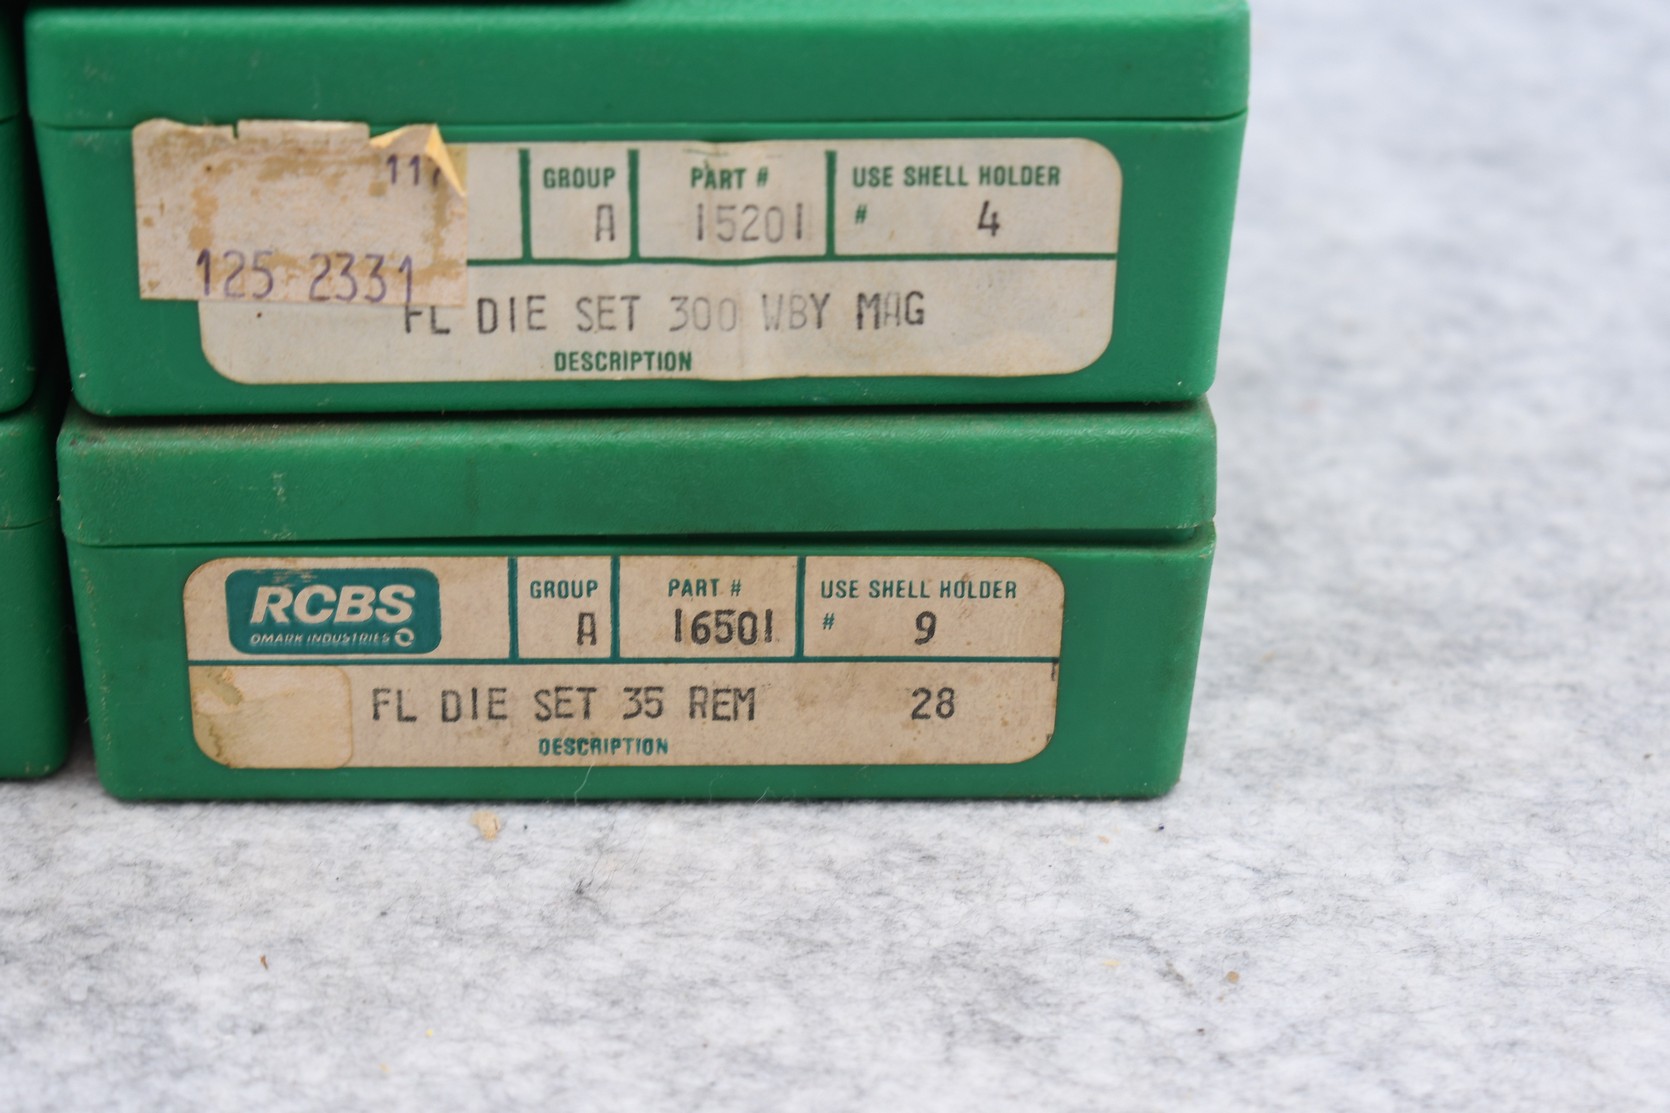 GROUP PART # USE SHELL HOLDER
A 15201 # 4
125 2331
FL DIE SET 300 WBY MAG
DESCRIPTION
RCBS GROUP PART # USE SHELL HOLDER
OMARK INDUSTRIES A 16501 # 9
FL DIE SET 35 REM 28
DESCRIPTION